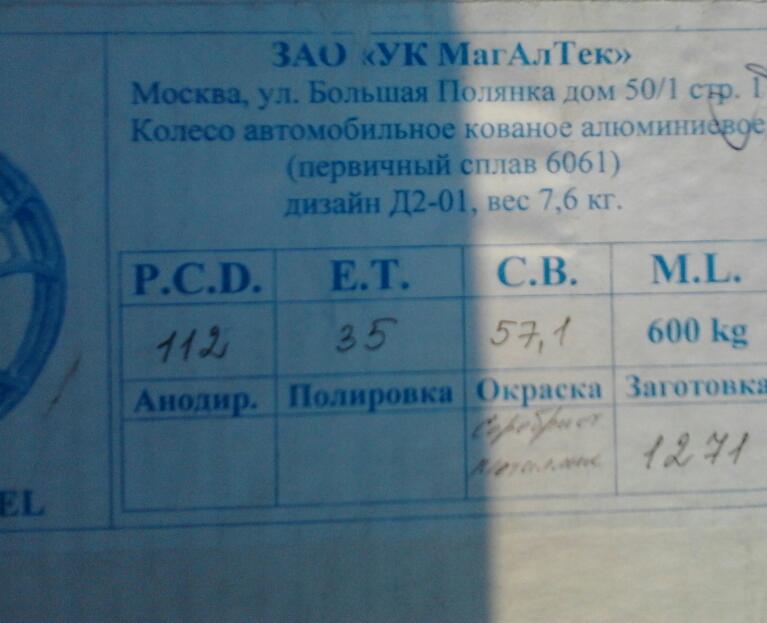 ЗАО «УК МагАлТек»
Москва, ул. Большая Полянка дом 50/1 стр. 1
Колесо автомобильное кованое алюминиевое
(первичный сплав 6061)
дизайн Д2-01, вес 7,6 кг.
P.C.D. E.T. C.B. M.L.
112 35 57,1 600 kg
Анодир. Полировка Окраска Заготовка
Серебрист
металлик 1271
EL